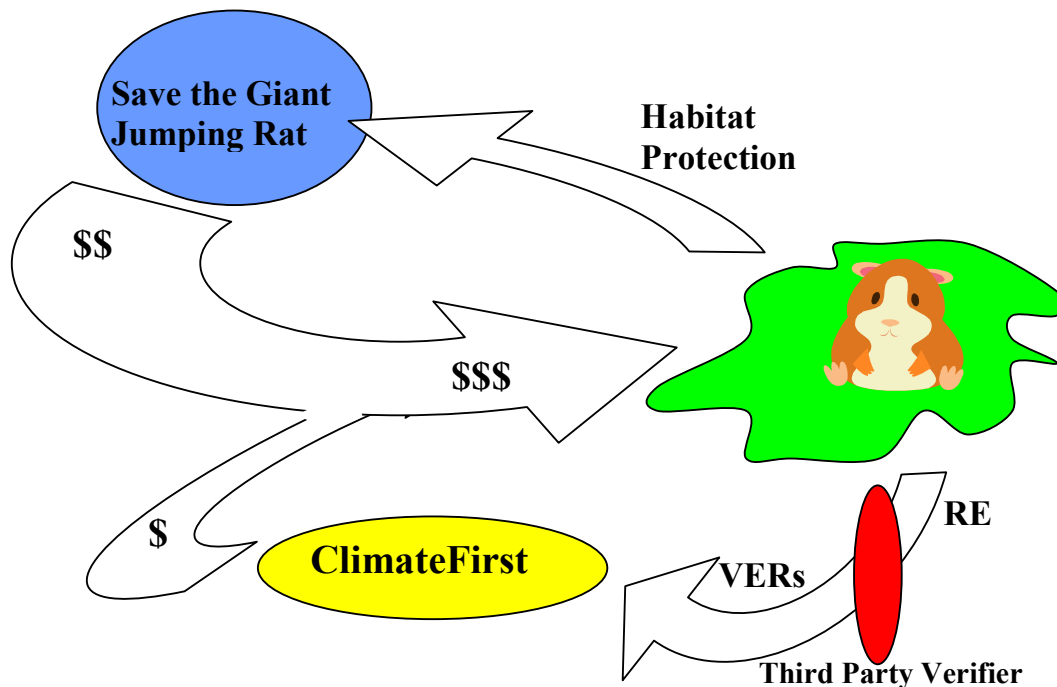 Save the Giant
Jumping Rat
Habitat
Protection
$$
$$$
$
ClimateFirst
RE
VERs
Third Party Verifier